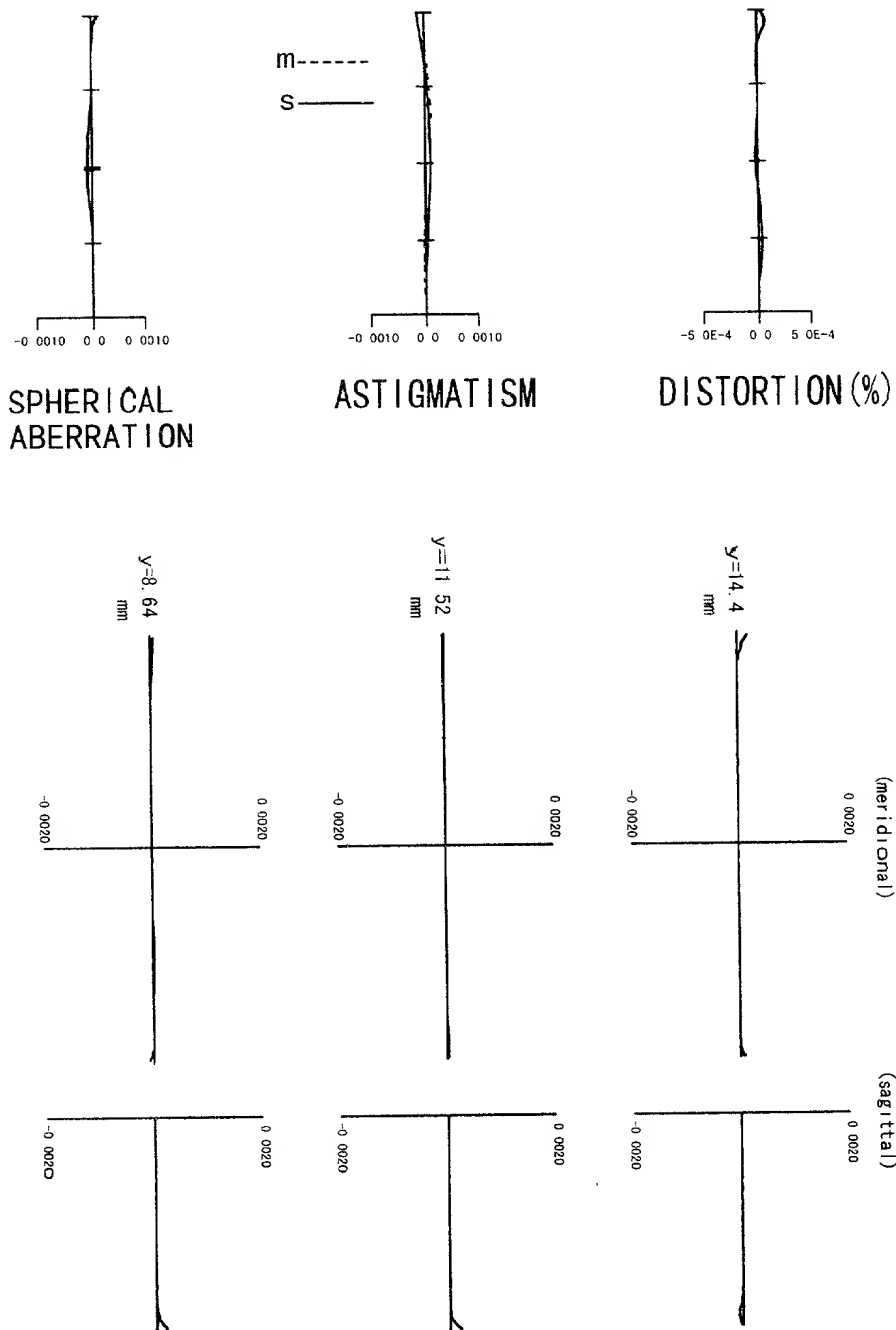 m
s
-0 0010 0 0 0 0010
-0 0010 0 0 0 0010
-5 0E-4 0 0 5 0E-4
SPHERICAL
ABERRATION
ASTIGMATISM
DISTORTION (%)
y=8. 64
mm
y=11 52
mm
y=14. 4
mm
-0 0020
0 0020
-0 0020
0 0020
-0 0020
0 0020
(meridional)
-0 0020
0 0020
-0 0020
0 0020
-0 0020
0 0020
(sagittal)